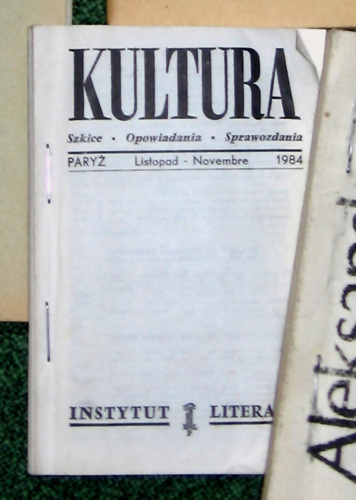 KULTURA
Szkice • Opowiadania • Sprawozdania
PARYŻ Listopad - Novembre 1984
INSTYTUT LITERA
Aleksand